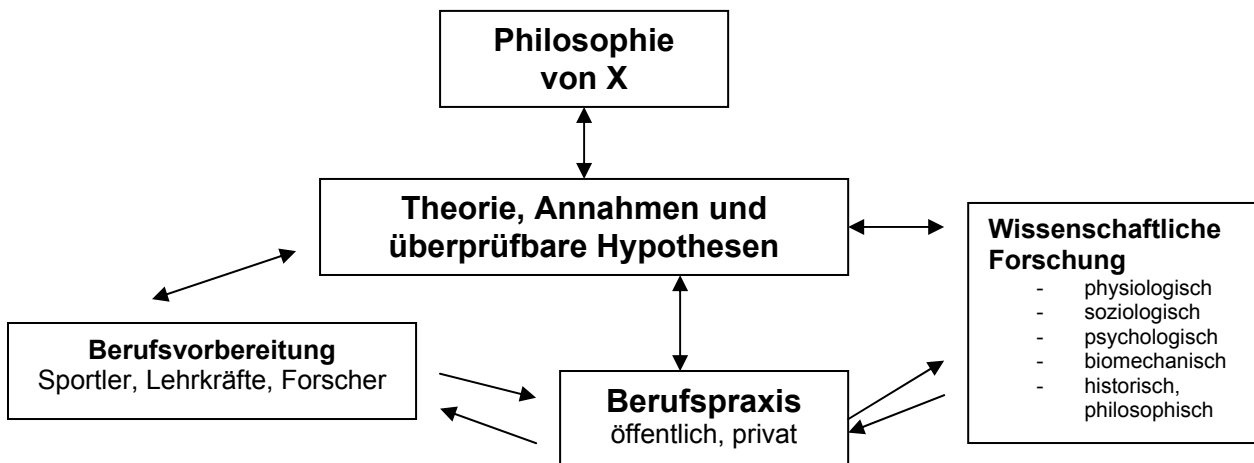 Philosophie
von X
Theorie, Annahmen und
überprüfbare Hypothesen
Wissenschaftliche
Forschung
- physiologisch
- soziologisch
- psychologisch
- biomechanisch
- historisch,
philosophisch
Berufsvorbereitung
Sportler, Lehrkräfte, Forscher
Berufspraxis
öffentlich, privat